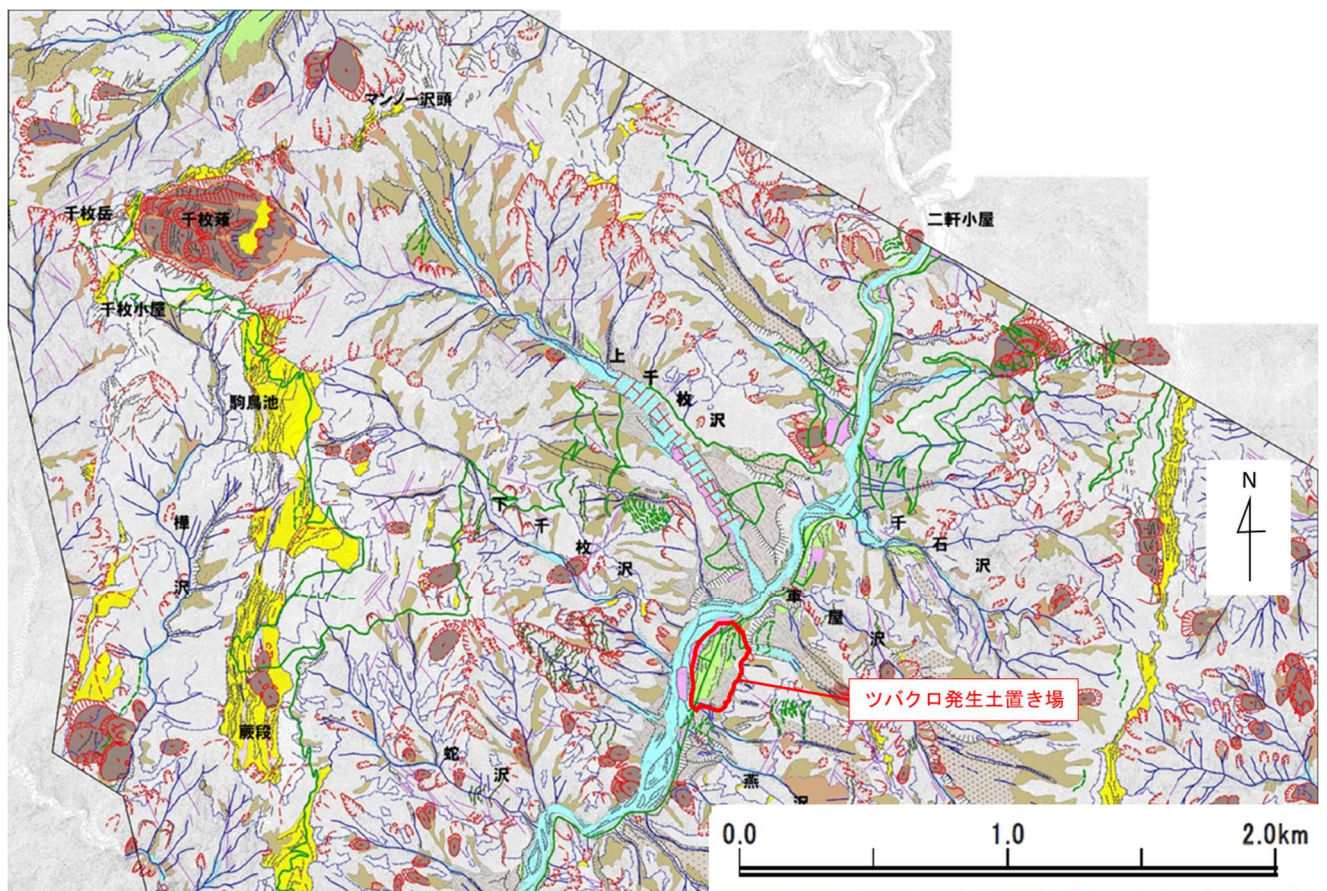 マンノー沢頭
千枚岳
千枚薙
二軒小屋
千枚小屋
上千枚沢
駒鳥池
N
下千枚沢
千石沢
樺沢
車屋沢
ツバクロ発生土置き場
蕨段
蛇沢
燕沢
0.0 1.0 2.0km